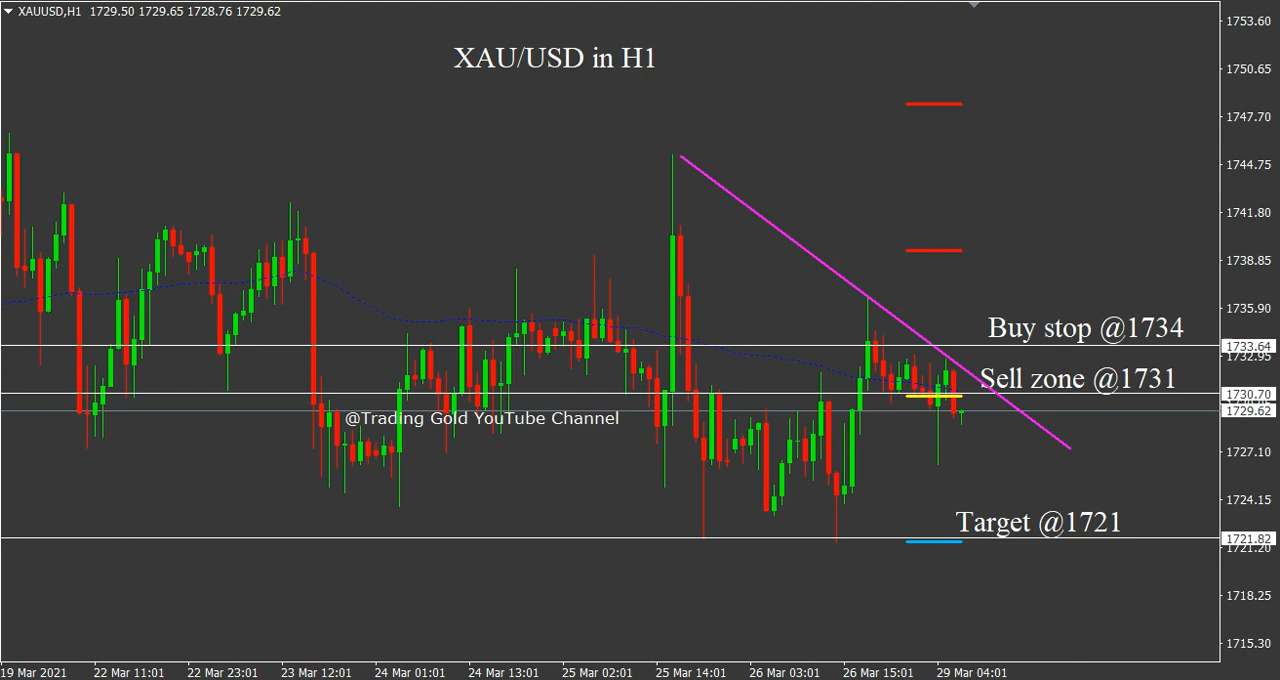 XAUUSD,H1 1729.50 1729.65 1728.76 1729.62
XAU/USD in H1
1753.60
1750.65
1747.70
1744.75
1741.80
1738.85
1735.90
Buy stop @1734
1733.64
1732.95
Sell zone @1731
1730.70
1729.62
@Trading Gold YouTube Channel
1727.10
1724.15
Target @1721
1721.82
1721.20
1718.25
1715.30
19 Mar 2021 22 Mar 11:01 22 Mar 23:01 23 Mar 12:01 24 Mar 01:01 24 Mar 13:01 25 Mar 02:01 25 Mar 14:01 26 Mar 03:01 26 Mar 15:01 29 Mar 04:01